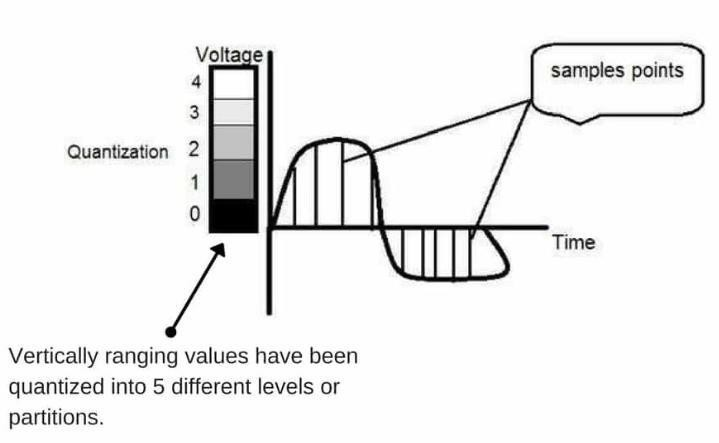 Voltage
4
3
Quantization 2
1
0
samples points
Time
Vertically ranging values have been
quantized into 5 different levels or
partitions.